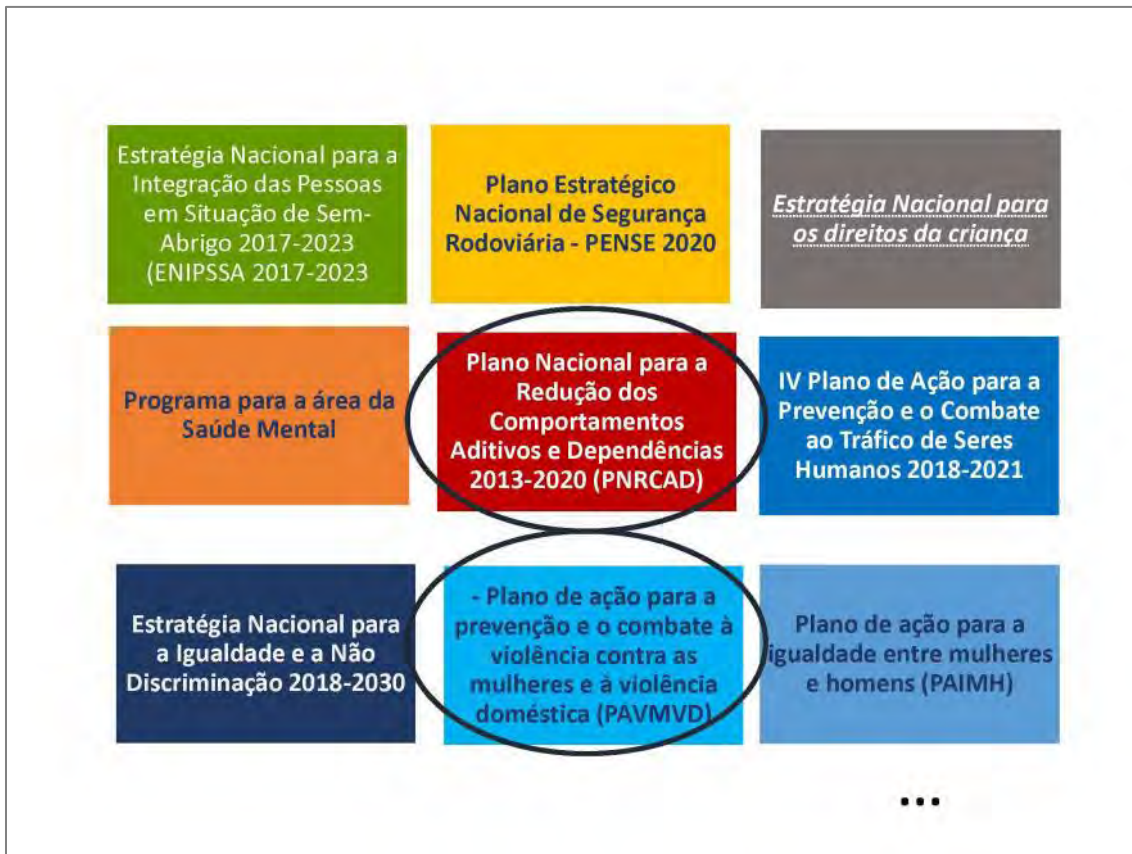 Estratégia Nacional para a
Integração das Pessoas
em Situação de Sem-
Abrigo 2017-2023
(ENIPSSA 2017-2023
Plano Estratégico
Nacional de Segurança
Rodoviária - PENSE 2020
Estratégia Nacional para
os direitos da criança
Programa para a área da
Saúde Mental
Plano Nacional para a
Redução dos
Comportamentos
Aditivos e Dependências
2013-2020 (PNRCAD)
IV Plano de Ação para a
Prevenção e o Combate
ao Tráfico de Seres
Humanos 2018-2021
Estratégia Nacional para
a Igualdade e a Não
Discriminação 2018-2030
- Plano de ação para a
prevenção e o combate à
violência contra as
mulheres e à violência
doméstica (PAVMVD)
Plano de ação para a
igualdade entre mulheres
e homens (PAIMH)
...